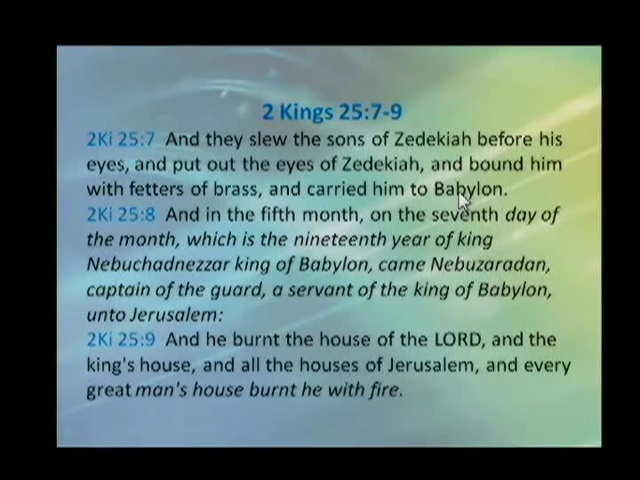 2 Kings 25:7-9
2Ki 25:7 And they slew the sons of Zedekiah before his
eyes, and put out the eyes of Zedekiah, and bound him
with fetters of brass, and carried him to Babylon.
2Ki 25:8 And in the fifth month, on the seventh day of
the month, which is the nineteenth year of king
Nebuchadnezzar king of Babylon, came Nebuzaradan,
captain of the guard, a servant of the king of Babylon,
unto Jerusalem:
2Ki 25:9 And he burnt the house of the LORD, and the
king's house, and all the houses of Jerusalem, and every
great man's house burnt he with fire.